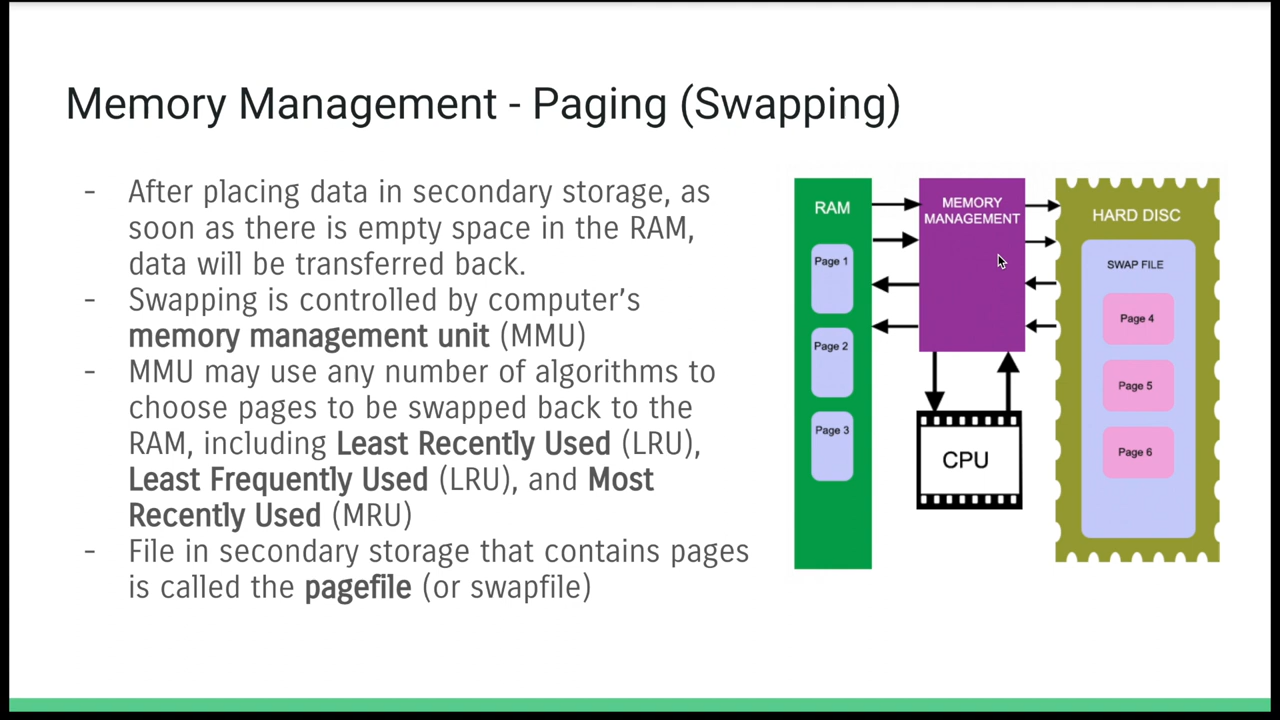 Memory Management - Paging (Swapping)
- After placing data in secondary storage, as
soon as there is empty space in the RAM,
data will be transferred back.
- Swapping is controlled by computer's
memory management unit (MMU)
- MMU may use any number of algorithms to
choose pages to be swapped back to the
RAM, including Least Recently Used (LRU),
Least Frequently Used (LRU), and Most
Recently Used (MRU)
- File in secondary storage that contains pages
is called the pagefile (or swapfile)
RAM
Page 1
Page 2
Page 3
MEMORY
MANAGEMENT
CPU
HARD DISC
SWAP FILE
Page 4
Page 5
Page 6